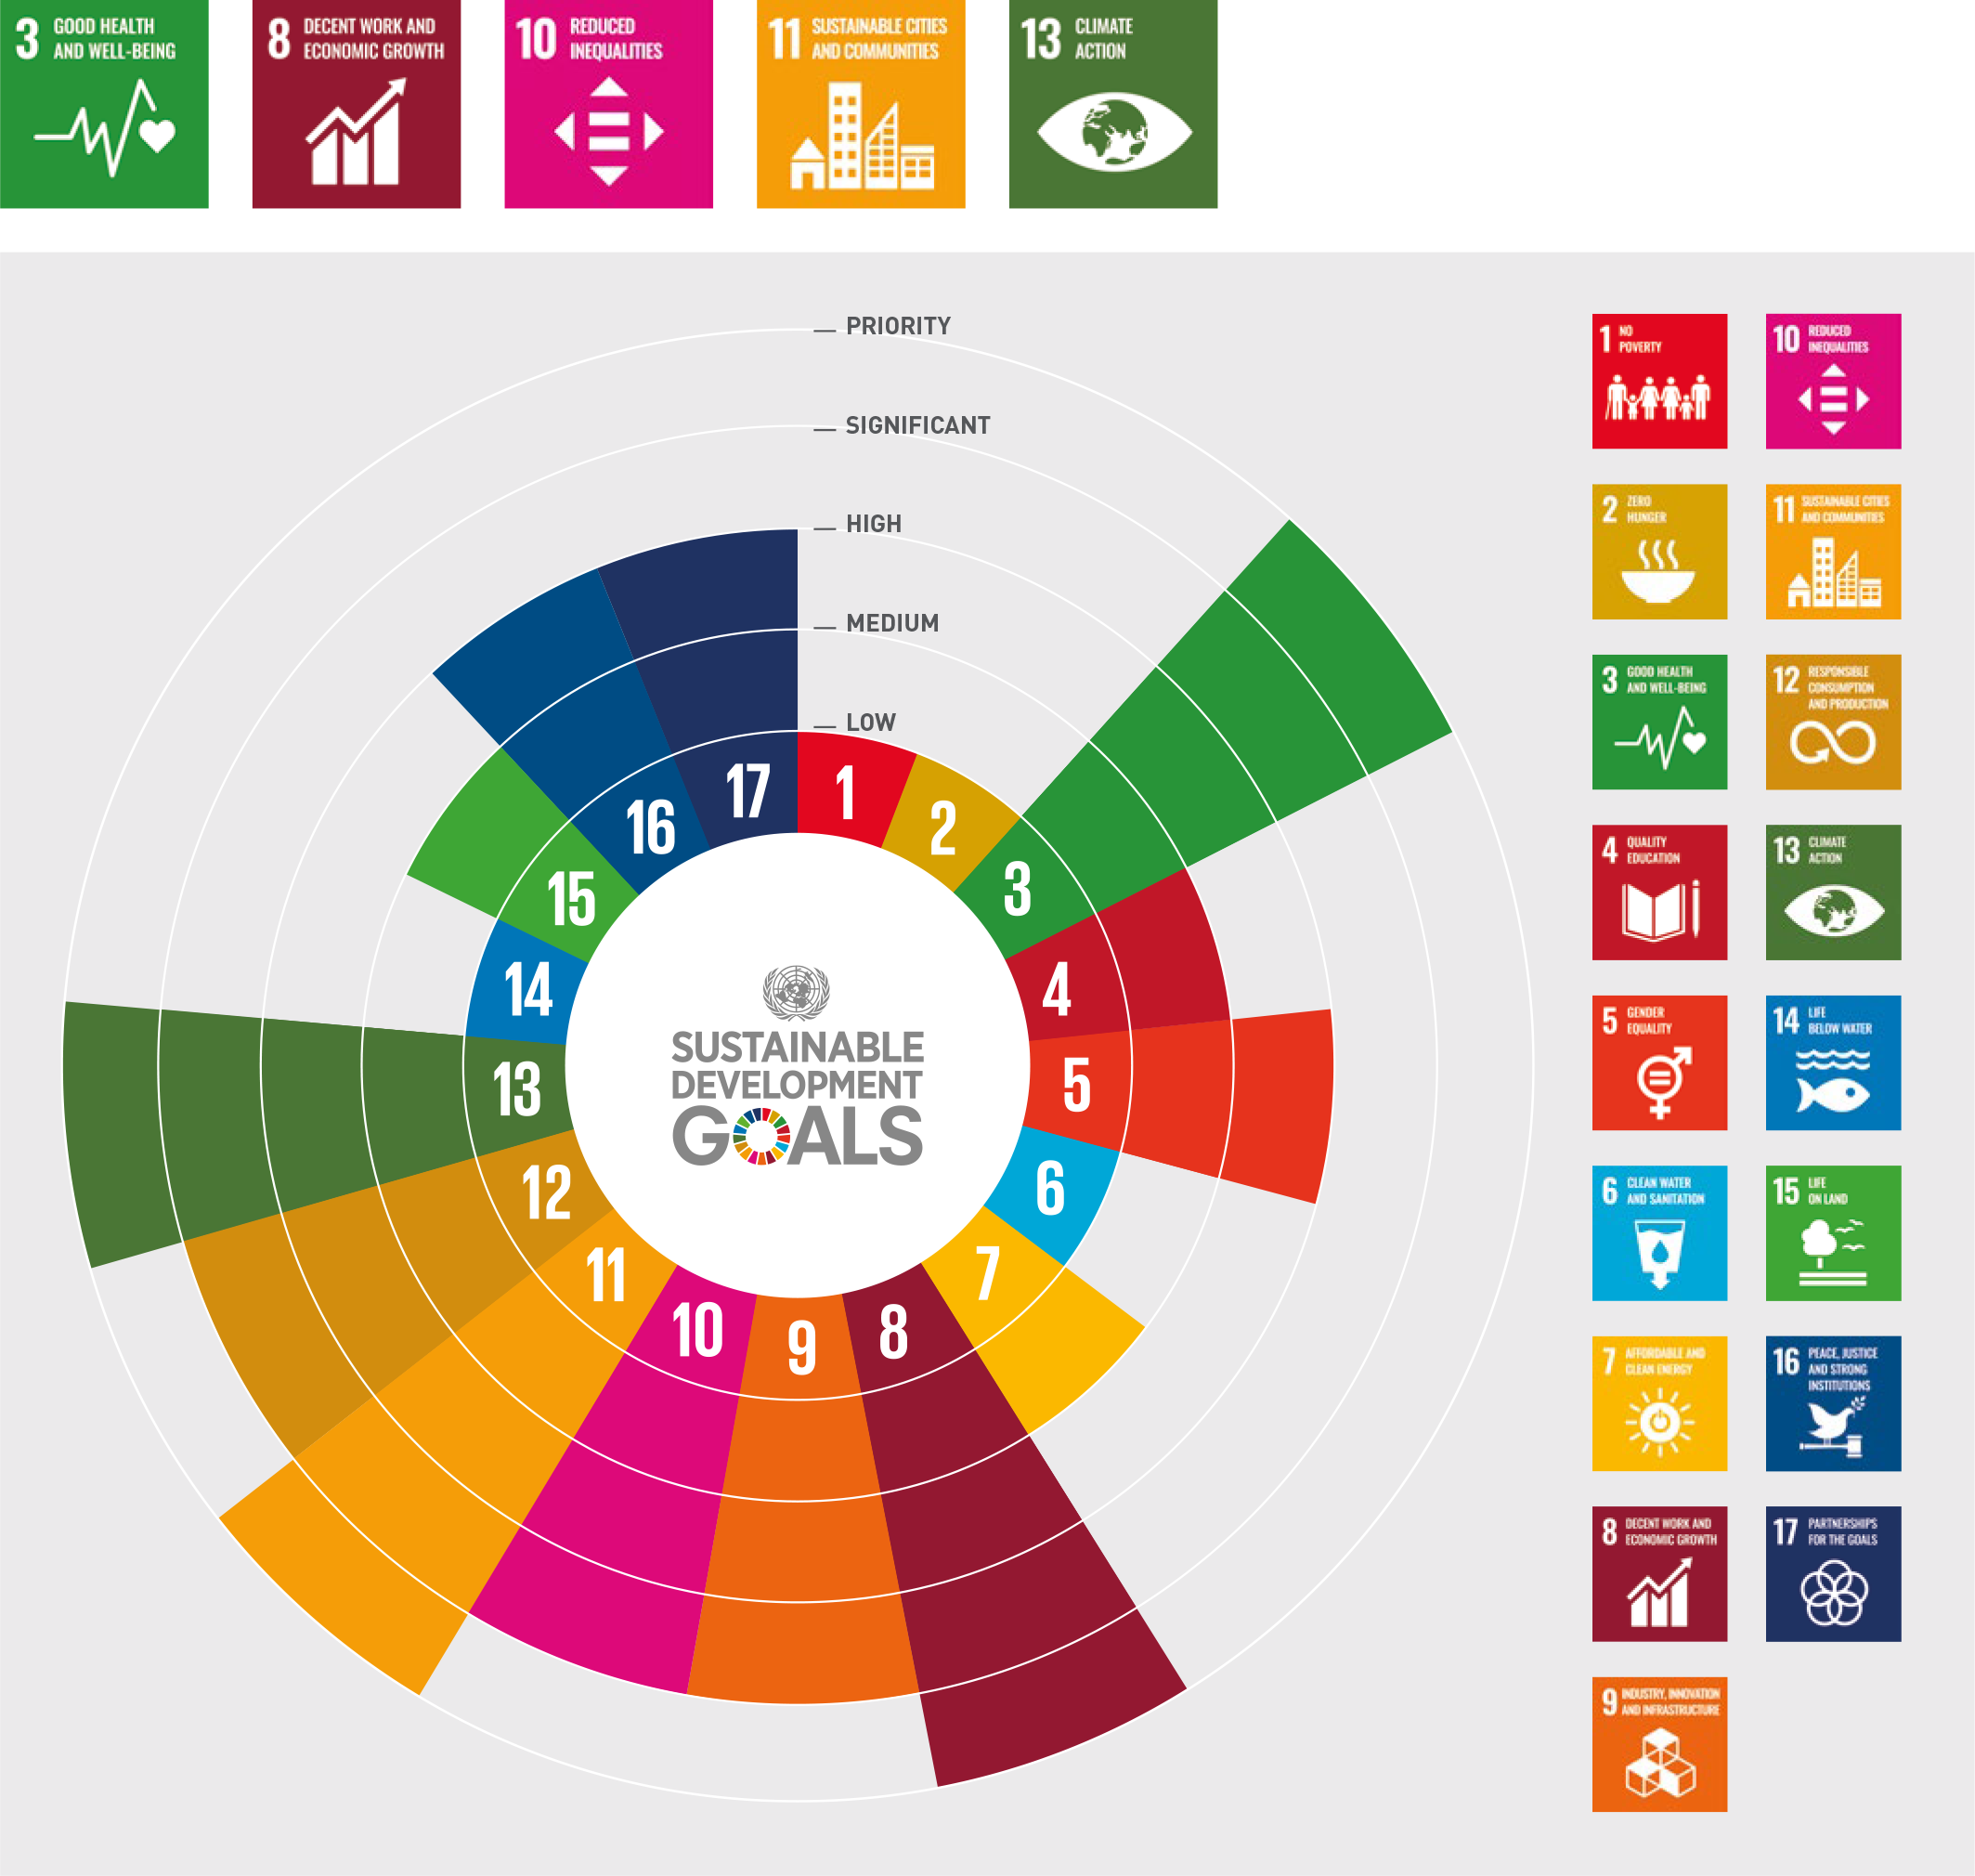 3 GOOD HEALTH
AND WELL-BEING
8 DECENT WORK AND
ECONOMIC GROWTH
10 REDUCED
INEQUALITIES
11 SUSTAINABLE CITIES
AND COMMUNITIES
13 CLIMATE
ACTION
PRIORITY
SIGNIFICANT
HIGH
MEDIUM
LOW
1
2
3
4
5
6
7
8
9
10
11
12
13
14
15
16
17
SUSTAINABLE
DEVELOPMENT
GOALS
1 NO
POVERTY
2 ZERO
HUNGER
3 GOOD HEALTH
AND WELL-BEING
4 QUALITY
EDUCATION
5 GENDER
EQUALITY
6 CLEAN WATER
AND SANITATION
7 AFFORDABLE AND
CLEAN ENERGY
8 DECENT WORK AND
ECONOMIC GROWTH
9 INDUSTRY, INNOVATION
AND INFRASTRUCTURE
10 REDUCED
INEQUALITIES
11 SUSTAINABLE CITIES
AND COMMUNITIES
12 RESPONSIBLE
CONSUMPTION
AND PRODUCTION
13 CLIMATE
ACTION
14 LIFE
BELOW WATER
15 LIFE
ON LAND
16 PEACE, JUSTICE
AND STRONG
INSTITUTIONS
17 PARTNERSHIPS
FOR THE GOALS